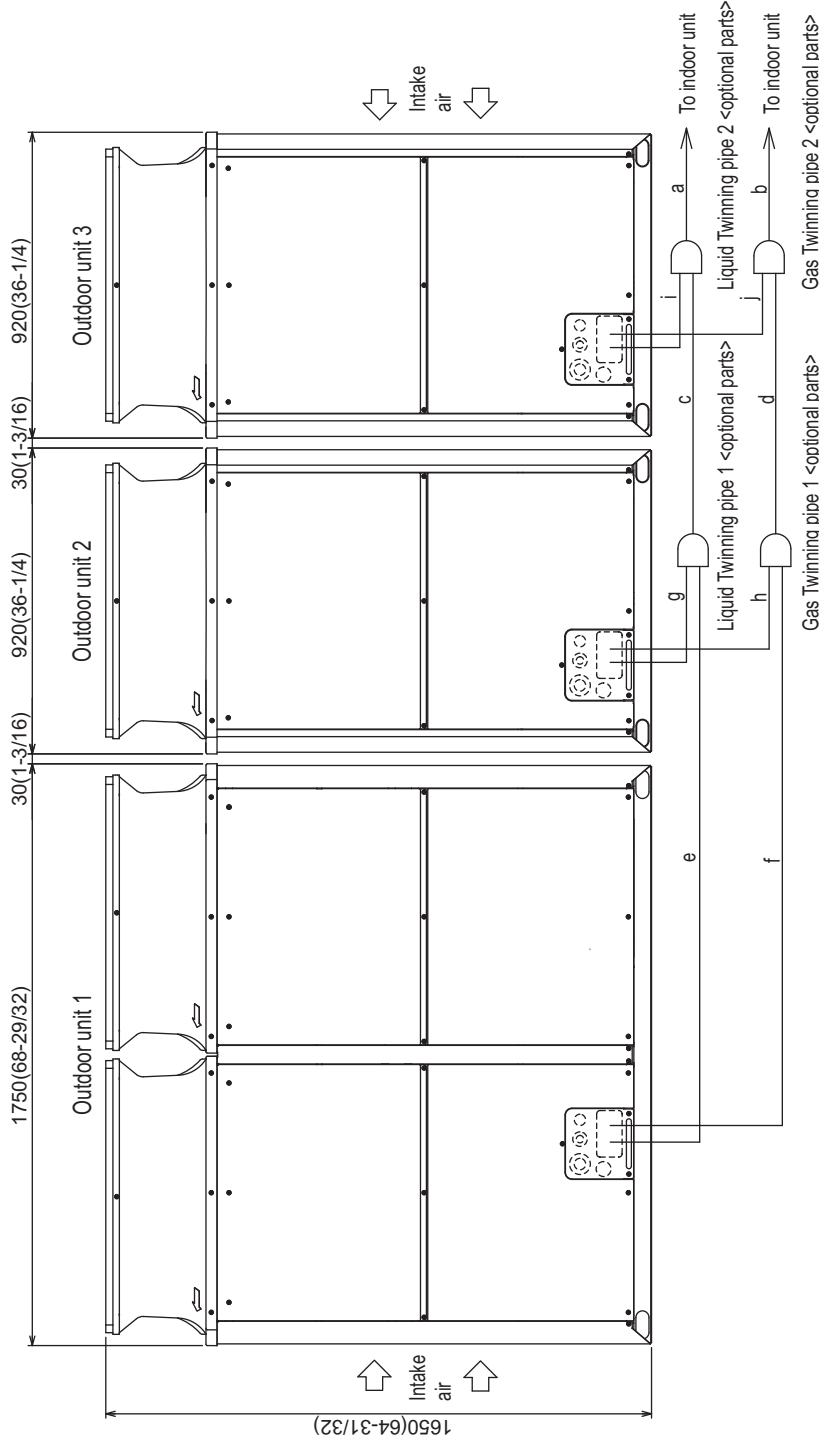 1750(68-29/32)
30(1-3/16)
920(36-1/4)
30(1-3/16)
920(36-1/4)
Outdoor unit 1
Outdoor unit 2
Outdoor unit 3
1650(64-31/32)
Intake
air
Intake
air
g
i
a
To indoor unit
e
c
Liquid Twinning pipe 1 <optional parts>
Liquid Twinning pipe 2 <optional parts>
h
j
b
To indoor unit
f
d
Gas Twinning pipe 1 <optional parts>
Gas Twinning pipe 2 <optional parts>